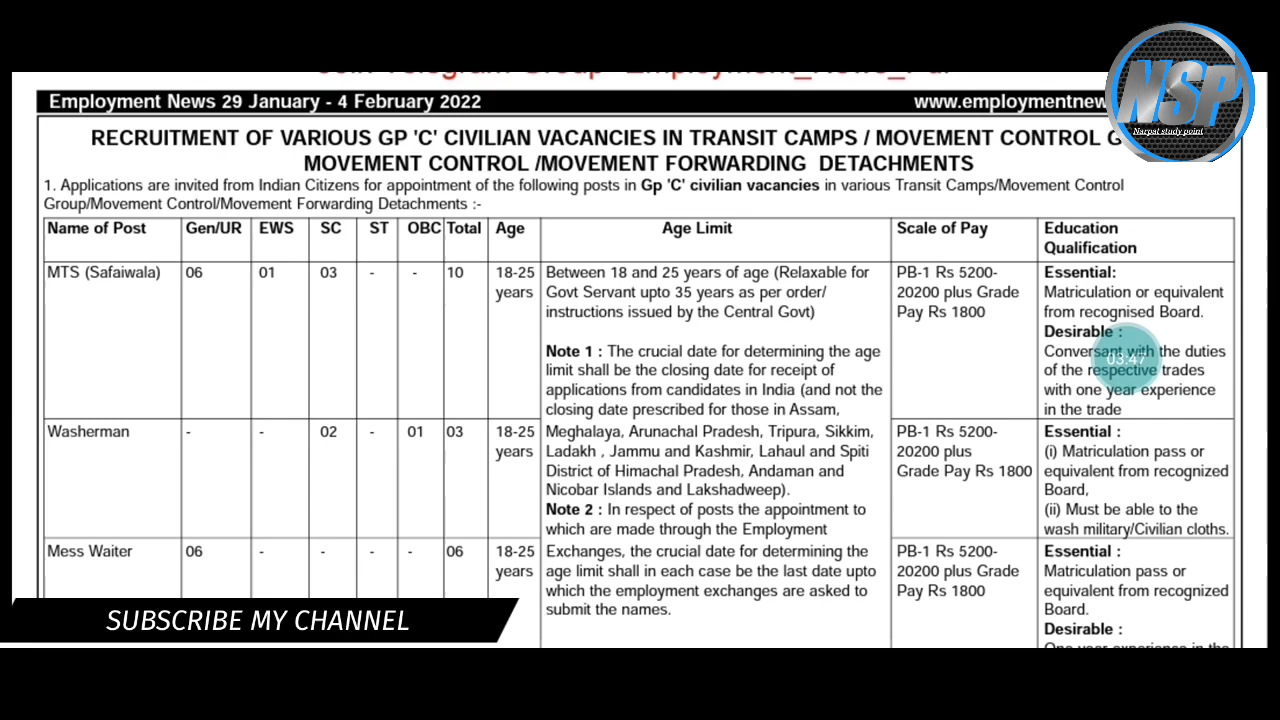 Employment News 29 January - 4 February 2022
www.employmentnew
NSP
Narpat study point
RECRUITMENT OF VARIOUS GP 'C' CIVILIAN VACANCIES IN TRANSIT CAMPS / MOVEMENT CONTROL G
MOVEMENT CONTROL /MOVEMENT FORWARDING DETACHMENTS
1. Applications are invited from Indian Citizens for appointment of the following posts in Gp 'C' civilian vacancies in various Transit Camps/Movement Control
Group/Movement Control/Movement Forwarding Detachments :-
Name of Post Gen/UR EWS SC ST OBC Total Age Age Limit Scale of Pay Education
Qualification
MTS (Safaiwala) 06 01 03 - - 10 18-25
years
Between 18 and 25 years of age (Relaxable for
Govt Servant upto 35 years as per order/
instructions issued by the Central Govt)
Note 1 : The crucial date for determining the age
limit shall be the closing date for receipt of
applications from candidates in India (and not the
closing date prescribed for those in Assam,
Meghalaya, Arunachal Pradesh, Tripura, Sikkim,
Ladakh , Jammu and Kashmir, Lahaul and Spiti
District of Himachal Pradesh, Andaman and
Nicobar Islands and Lakshadweep).
Note 2 : In respect of posts the appointment to
which are made through the Employment
Exchanges, the crucial date for determining the
age limit shall in each case be the last date upto
which the employment exchanges are asked to
submit the names.
PB-1 Rs 5200-
20200 plus Grade
Pay Rs 1800
Essential:
Matriculation or equivalent
from recognised Board.
Desirable :
Conversant with the duties
of the respective trades
with one year experience
in the trade
03:47
Washerman - - 02 - 01 03 18-25
years
PB-1 Rs 5200-
20200 plus
Grade Pay Rs 1800
Essential :
(i) Matriculation pass or
equivalent from recognized
Board,
(ii) Must be able to the
wash military/Civilian cloths.
Mess Waiter 06 - - - - 06 18-25
years
PB-1 Rs 5200-
20200 plus Grade
Pay Rs 1800
Essential :
Matriculation pass or
equivalent from recognized
Board.
Desirable :
SUBSCRIBE MY CHANNEL